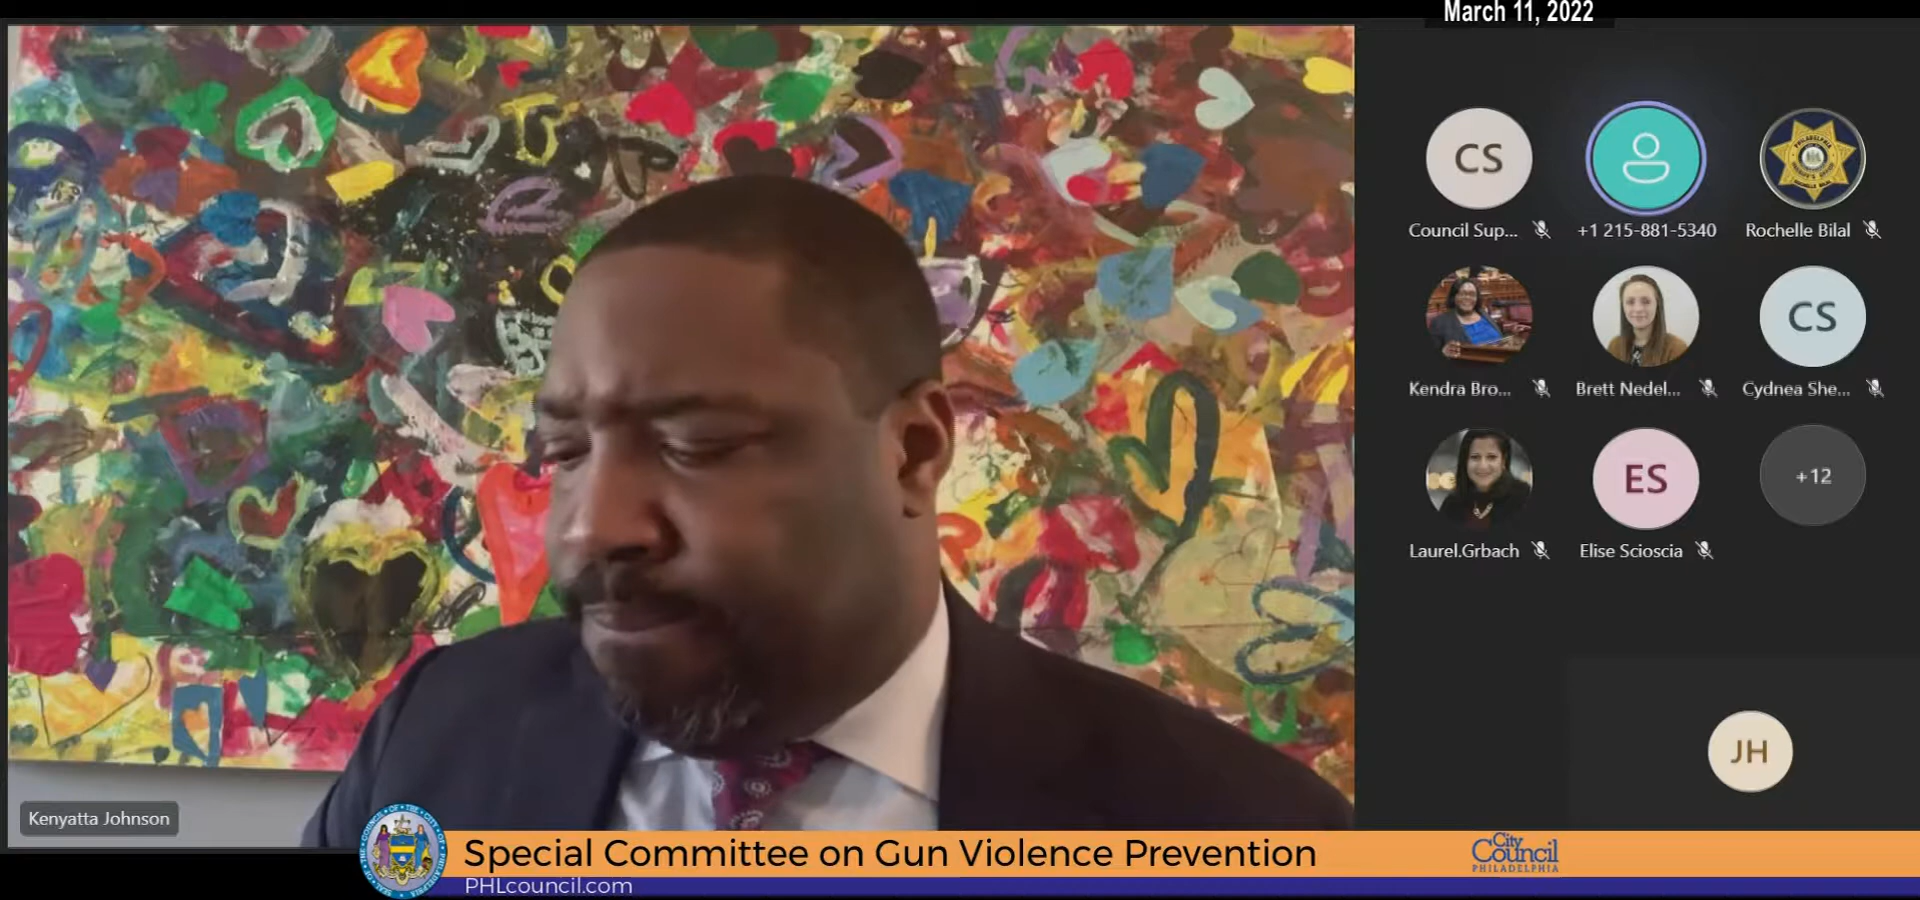 March 11, 2022
CS
Council Sup...
+1 215-881-5340
Rochelle Bilal
Kendra Bro...
Brett Nedel...
CS
Cydnea She...
Laurel.Grbach
ES
Elise Scioscia
+12
JH
Kenyatta Johnson
Special Committee on Gun Violence Prevention
City
Council
PHILADELPHIA
PHLcouncil.com